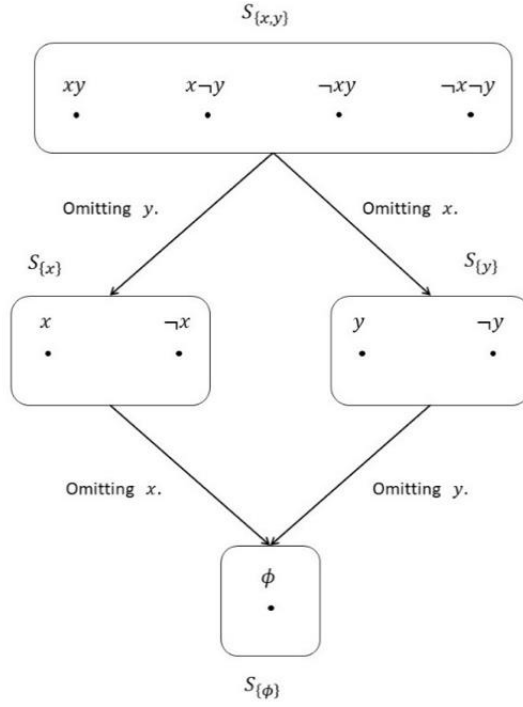 S_{x,y}
xy x¬y ¬xy ¬x¬y
Omitting y. Omitting x.
S_{x} S_{y}
x ¬x y ¬y
Omitting x. Omitting y.
ϕ
S_{ϕ}